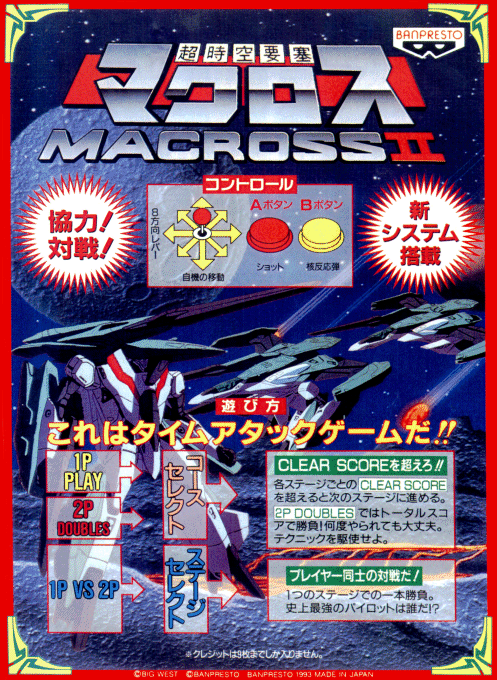 BANPRESTO
超時空要塞
マクロス
MACROSS II
コントロール
協力!
対戦!
8方向レバー
自機の移動
Aボタン
ショット
Bボタン
核反応弾
新
システム
搭載
遊び方
これはタイムアタックゲームだ!!
1P
PLAY
2P
DOUBLES
コースセレクト
CLEAR SCOREを超えろ!!
各ステージごとのCLEAR SCORE
を超えると次のステージに進める。
2P DOUBLESではトータルスコ
アで勝負!何度やられても大丈夫。
テクニックを駆使せよ。
1P VS 2P
ステージセレクト
プレイヤー同士の対戦だ!
1つのステージでの一本勝負。
史上最強のパイロットは誰だ!?
※クレジットは9枚までしか入りません。
©BIG WEST ©BANPRESTO BANPRESTO 1993 MADE IN JAPAN